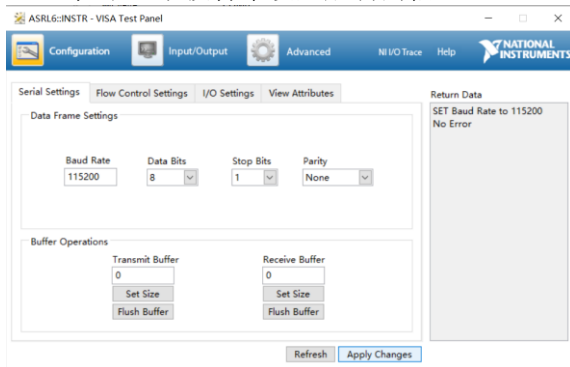 ASRL6::INSTR - VISA Test Panel
Configuration Input/Output Advanced NI I/O Trace Help NATIONAL INSTRUMENTS
Serial Settings Flow Control Settings I/O Settings View Attributes
Return Data
SET Baud Rate to 115200
No Error
Data Frame Settings
Baud Rate Data Bits Stop Bits Parity
115200 8 1 None
Buffer Operations
Transmit Buffer Receive Buffer
0 0
Set Size Set Size
Flush Buffer Flush Buffer
Refresh Apply Changes